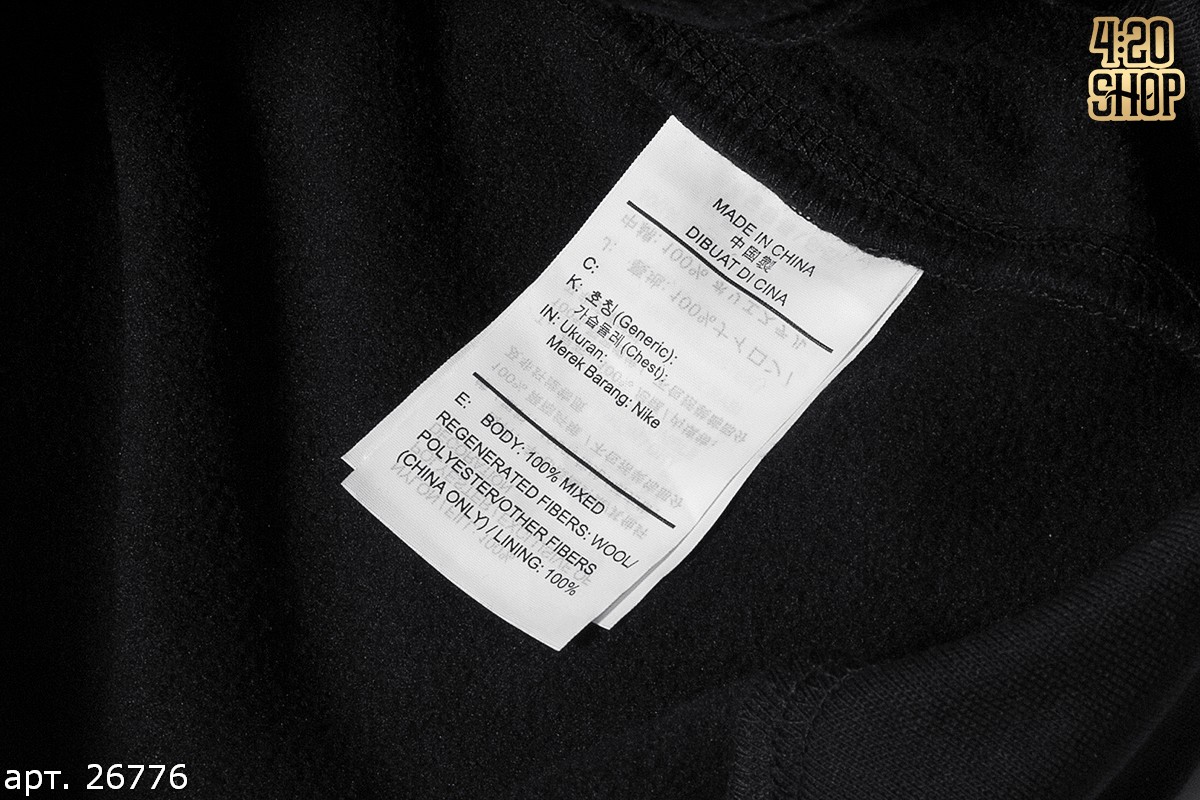 4:20
SHOP
MADE IN CHINA
中国製
DIBUAT DI CINA
C:
K: 호칭(Generic):
가슴둘레(Chest):
IN: Ukuran:
Merek Barang: Nike
E: BODY: 100% MIXED
REGENERATED FIBERS: WOOL/
POLYESTER/OTHER FIBERS
(CHINA ONLY) / LINING: 100%
арт. 26776